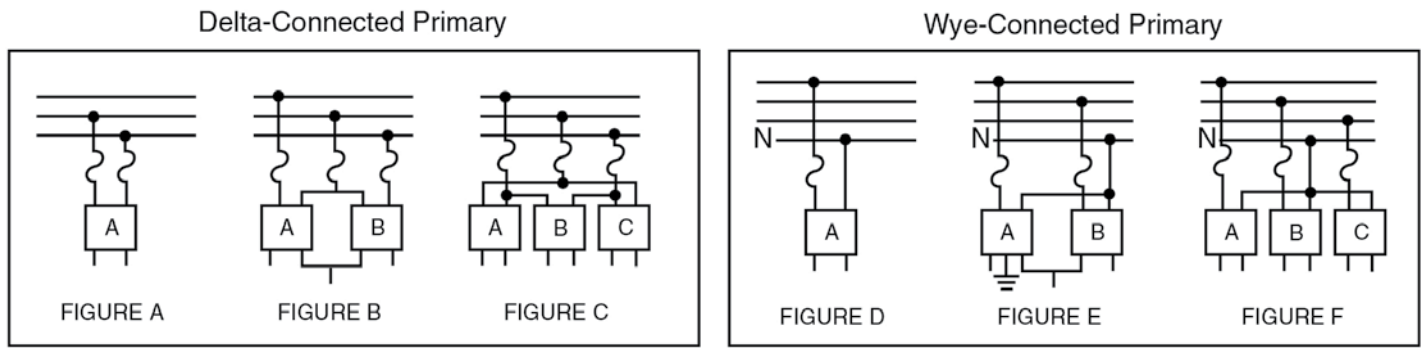 Delta-Connected Primary
A
FIGURE A
A B
FIGURE B
A B C
FIGURE C
Wye-Connected Primary
N
A
FIGURE D
N
A B
FIGURE E
N
A B C
FIGURE F